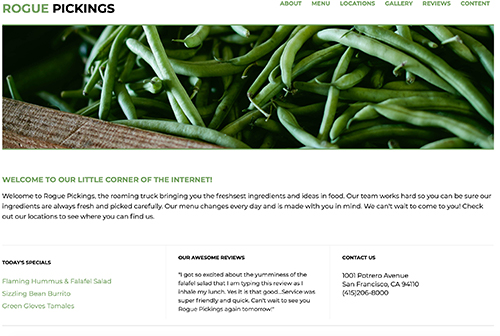 ROGUE PICKINGS
ABOUT MENU LOCATIONS GALLERY REVIEWS CONTENT
WELCOME TO OUR LITTLE CORNER OF THE INTERNET!
Welcome to Rogue Pickings, the roaming truck bringing you the freshsest ingredients and ideas in food. Our team works hard so you can be sure our
ingredients are always fresh and picked carefully. Our menu changes every day and is made with you in mind. We can't wait to come to you! Check
out our locations to see where you can find us.
TODAY'S SPECIALS
Flaming Hummus & Falafel Salad
Sizzling Bean Burrito
Green Gloves Tamales
OUR AWESOME REVIEWS
"I got so excited about the yumminess of the
falafel salad that I am typing this review as I
inhale my lunch. Yes it is that good...Service was
super friendly and quick. Can't wait to see you
Rogue Pickings again tomorrow!"
CONTACT US
1001 Potrero Avenue
San Francisco, CA 94110
(415)206-8000